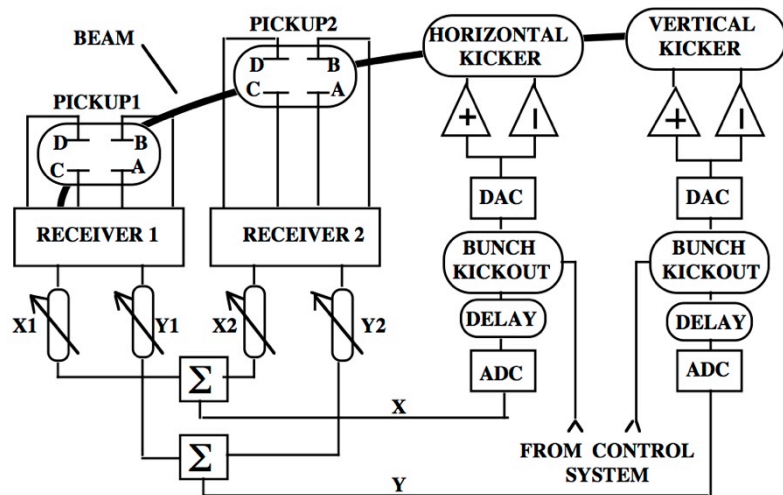 PICKUP2
BEAM
HORIZONTAL
KICKER
VERTICAL
KICKER
D B
C A
PICKUP1
D B
C A
+ −
+ −
DAC
DAC
RECEIVER 1
RECEIVER 2
BUNCH
KICKOUT
BUNCH
KICKOUT
X1
Y1
X2
Y2
DELAY
DELAY
Σ
ADC
ADC
X
Σ
FROM CONTROL
SYSTEM
Y